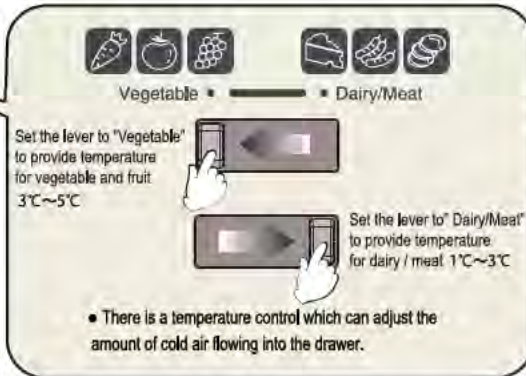 Vegetable • • Dairy/Meat
Set the lever to "Vegetable"
to provide temperature
for vegetable and fruit
3℃～5℃
Set the lever to" Dairy/Meat"
to provide temperature
for dairy / meat 1℃～3℃
• There is a temperature control which can adjust the
amount of cold air flowing into the drawer.